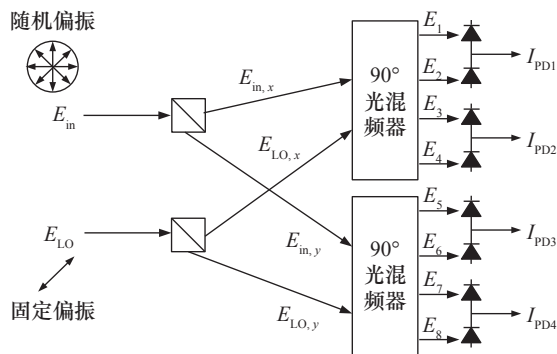 随机偏振
E_in
E_in, x
E_LO, x
E_LO
固定偏振
E_in, y
E_LO, y
90°
光混
频器
E_1
E_2
E_3
E_4
I_PD1
I_PD2
90°
光混
频器
E_5
E_6
E_7
E_8
I_PD3
I_PD4